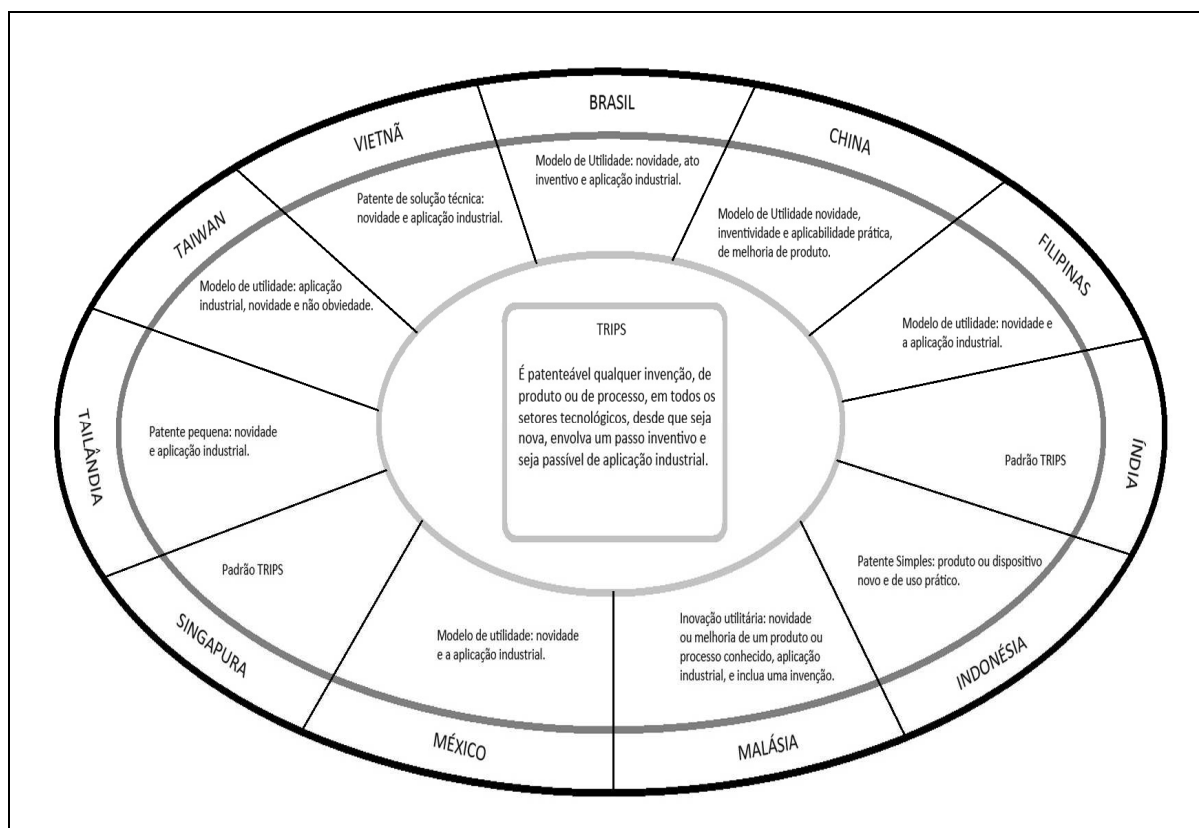 BRASIL
Modelo de Utilidade: novidade, ato
inventivo e aplicação industrial.
CHINA
Modelo de Utilidade novidade,
inventividade e aplicabilidade prática,
de melhoria de produto.
FILIPINAS
Modelo de utilidade: novidade e
a aplicação industrial.
ÍNDIA
Padrão TRIPS
INDONÉSIA
Patente Simples: produto ou dispositivo
novo e de uso prático.
MALÁSIA
Inovação utilitária: novidade
ou melhoria de um produto ou
processo conhecido, aplicação
industrial, e inclua uma invenção.
MÉXICO
Modelo de utilidade: novidade
e a aplicação industrial.
SINGAPURA
Padrão TRIPS
TAILÂNDIA
Patente pequena: novidade
e aplicação industrial.
TAIWAN
Modelo de utilidade: aplicação
industrial, novidade e não obviedade.
VIETNÃ
Patente de solução técnica:
novidade e aplicação industrial.
TRIPS
É patenteável qualquer invenção, de
produto ou de processo, em todos os
setores tecnológicos, desde que seja
nova, envolva um passo inventivo e
seja passível de aplicação industrial.